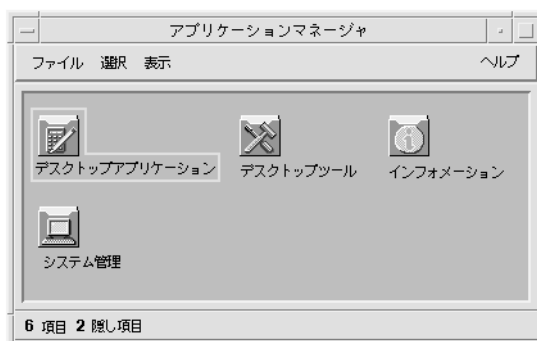 アプリケーションマネージャ
ファイル 選択 表示 ヘルプ
デスクトップアプリケーション デスクトップツール インフォメーション
システム管理
6 項目 2 隠し項目